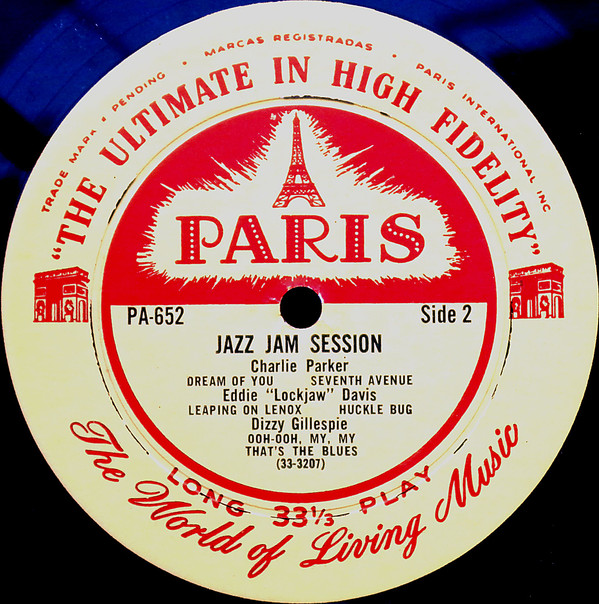 TRADE MARK • PENDING • MARCAS REGISTRADAS • PARIS INTERNATIONAL INC
"THE ULTIMATE IN HIGH FIDELITY"
PARIS
PA-652 Side 2
JAZZ JAM SESSION
Charlie Parker
DREAM OF YOU SEVENTH AVENUE
Eddie "Lockjaw" Davis
LEAPING ON LENOX HUCKLE BUG
Dizzy Gillespie
OOH-OOH, MY, MY
THAT'S THE BLUES
(33-3207)
LONG 33⅓ PLAY
The World of Living Music